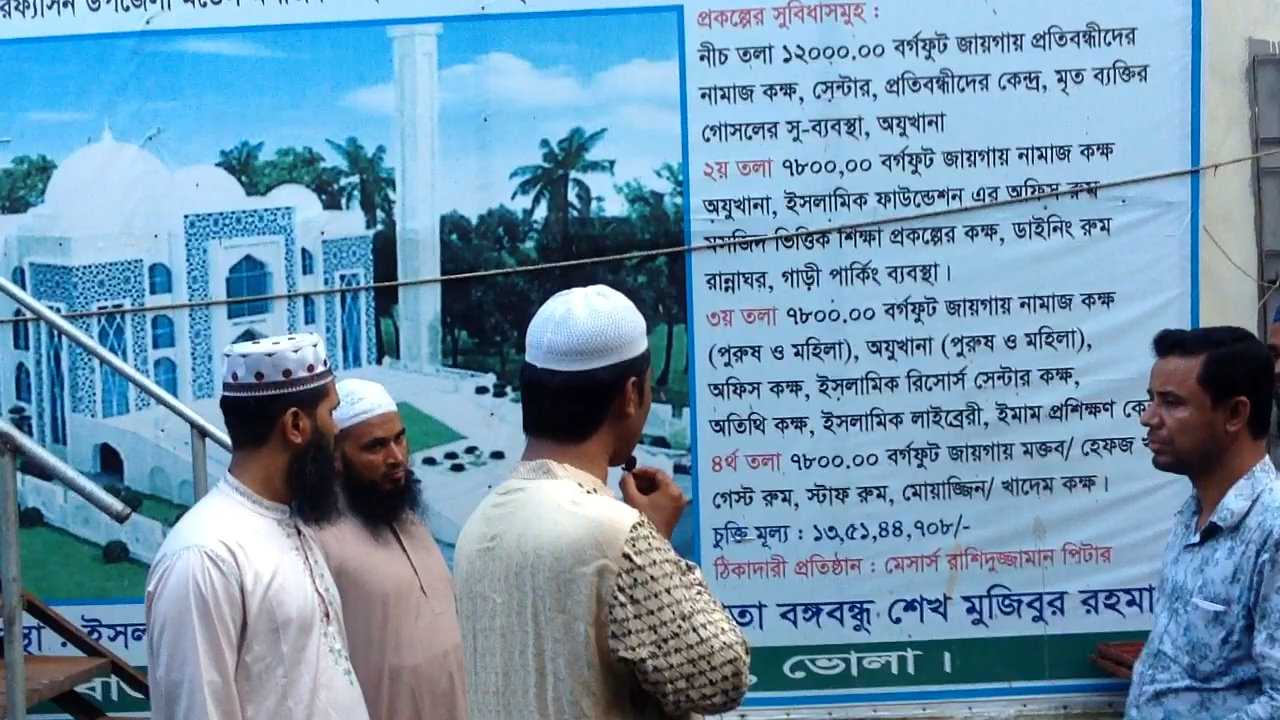 উপজেলা
প্রকল্পের সুবিধাসমূহ :
নীচ তলা ১২০০০.০০ বর্গফুট জায়গায় প্রতিবন্ধীদের
নামাজ কক্ষ, সেন্টার, প্রতিবন্ধীদের কেন্দ্র, মৃত ব্যক্তির
গোসলের সু-ব্যবস্থা, অযুখানা
২য় তলা ৭৮০০,০০ বর্গফুট জায়গায় নামাজ কক্ষ
অযুখানা, ইসলামিক ফাউন্ডেশন এর অফিস রুম
মসজিদ ভিত্তিক শিক্ষা প্রকল্পের কক্ষ, ডাইনিং রুম
রান্নাঘর, গাড়ী পার্কিং ব্যবস্থা।
৩য় তলা ৭৮০০.০০ বর্গফুট জায়গায় নামাজ কক্ষ
(পুরুষ ও মহিলা), অযুখানা (পুরুষ ও মহিলা),
অফিস কক্ষ, ইসলামিক রিসোর্স সেন্টার কক্ষ,
অতিথি কক্ষ, ইসলামিক লাইব্রেরী, ইমাম প্রশিক্ষণ কে
৪র্থ তলা ৭৮০০.০০ বর্গফুট জায়গায় মক্তব/ হেফজ
গেস্ট রুম, স্টাফ রুম, মোয়াজ্জিন/ খাদেম কক্ষ।
চুক্তি মূল্য : ১৩,৫১,৪৪,৭০৮/-
ঠিকাদারী প্রতিষ্ঠান : মেসার্স রাশিদুজ্জামান পিটার
স্থা : ইসল
তা বঙ্গবন্ধু শেখ মুজিবুর রহমা
ভোলা।